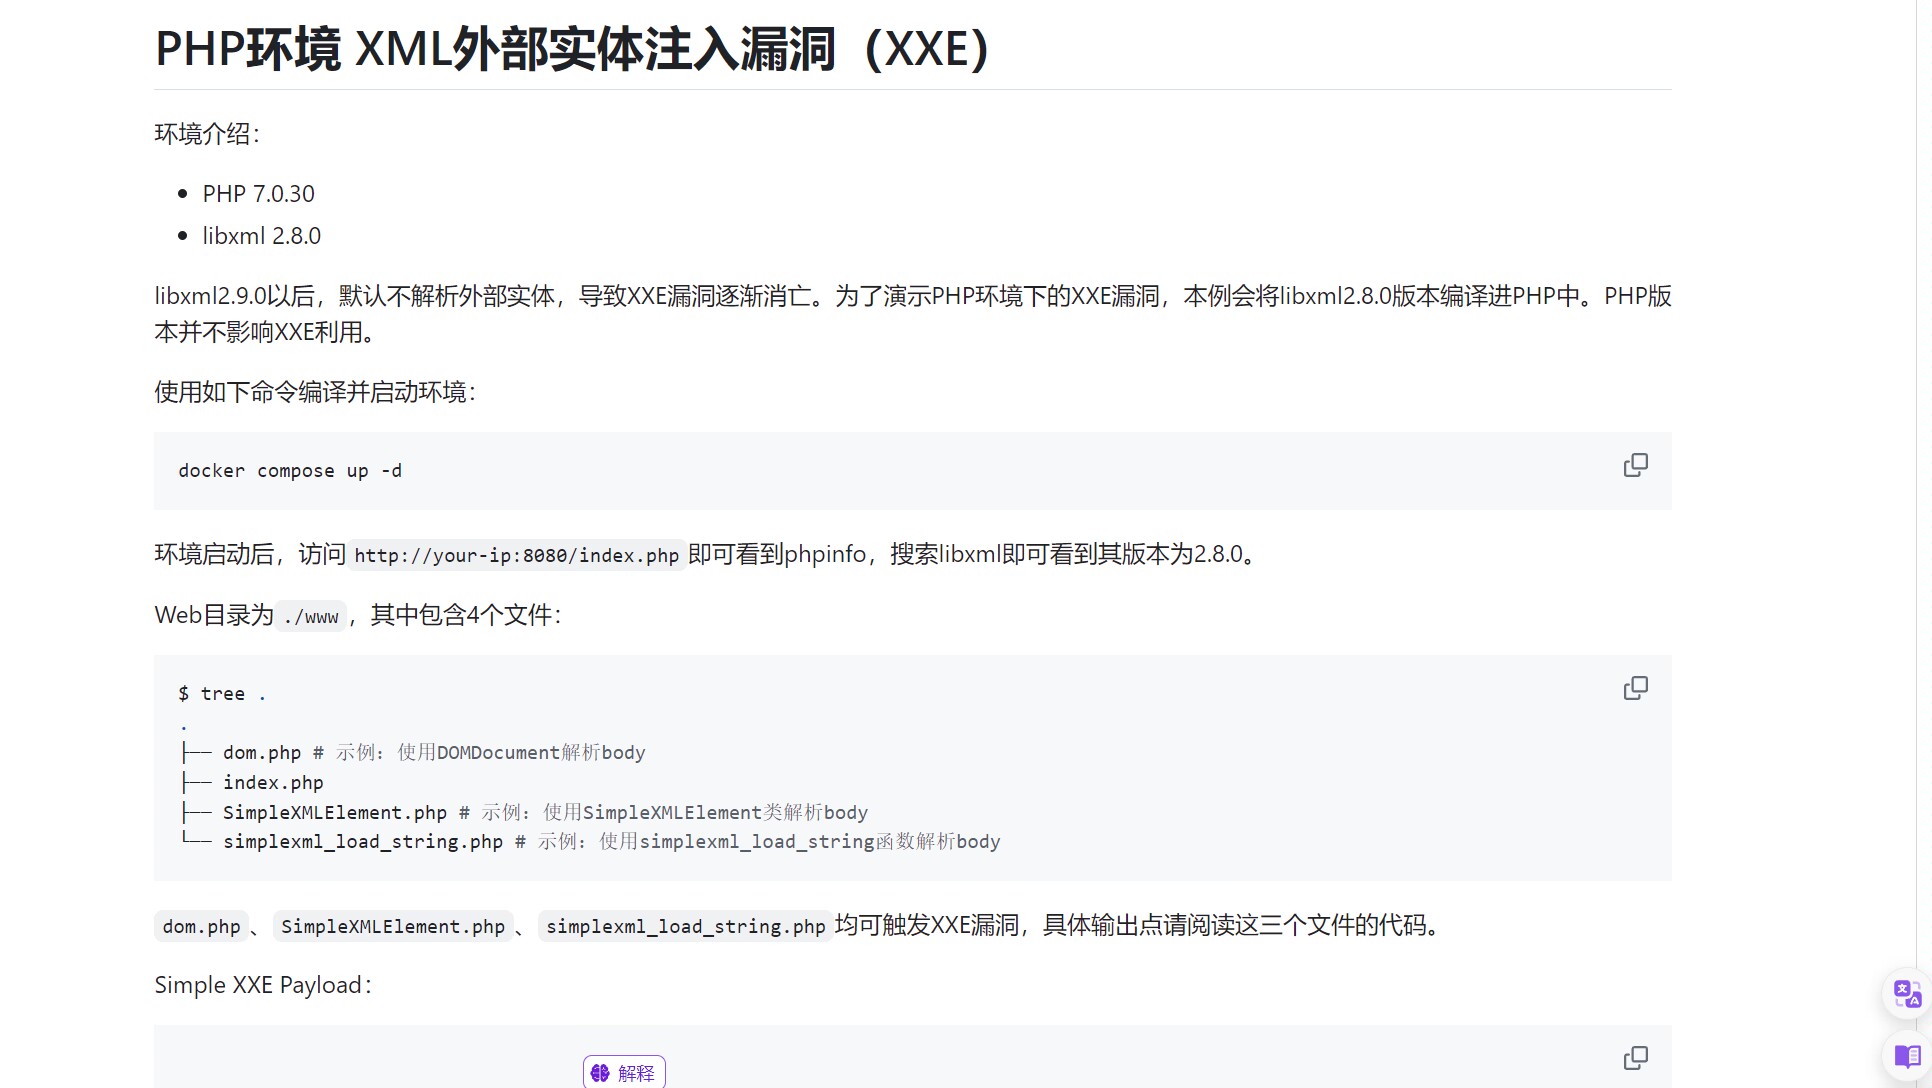 PHP环境 XML外部实体注入漏洞（XXE）
环境介绍：
PHP 7.0.30
libxml 2.8.0
libxml2.9.0以后，默认不解析外部实体，导致XXE漏洞逐渐消亡。为了演示PHP环境下的XXE漏洞，本例会将libxml2.8.0版本编译进PHP中。PHP版
本并不影响XXE利用。
使用如下命令编译并启动环境：
docker compose up -d
环境启动后，访问 http://your-ip:8080/index.php 即可看到phpinfo，搜索libxml即可看到其版本为2.8.0。
Web目录为 ./www ，其中包含4个文件：
$ tree .
.
├── dom.php # 示例：使用DOMDocument解析body
├── index.php
├── SimpleXMLElement.php # 示例：使用SimpleXMLElement类解析body
└── simplexml_load_string.php # 示例：使用simplexml_load_string函数解析body
dom.php 、 SimpleXMLElement.php 、 simplexml_load_string.php 均可触发XXE漏洞，具体输出点请阅读这三个文件的代码。
Simple XXE Payload：
解释